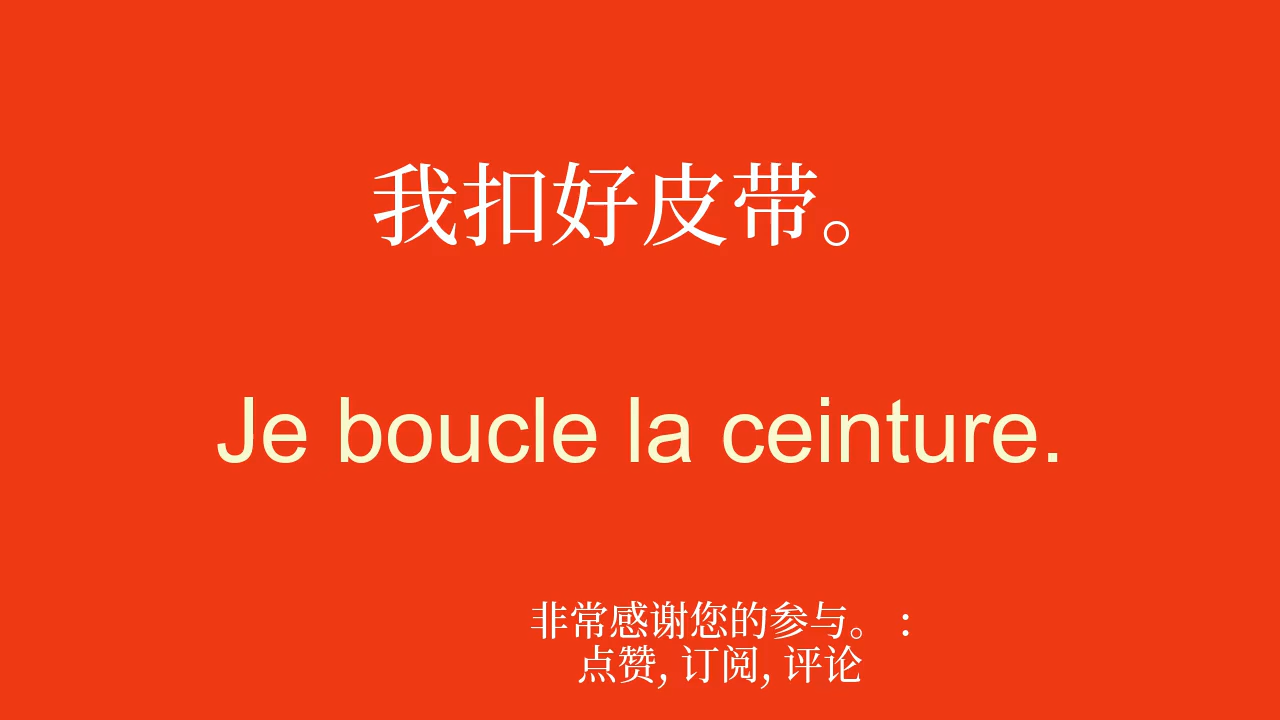 我扣好皮带。
Je boucle la ceinture.
非常感谢您的参与。 :
点赞, 订阅, 评论